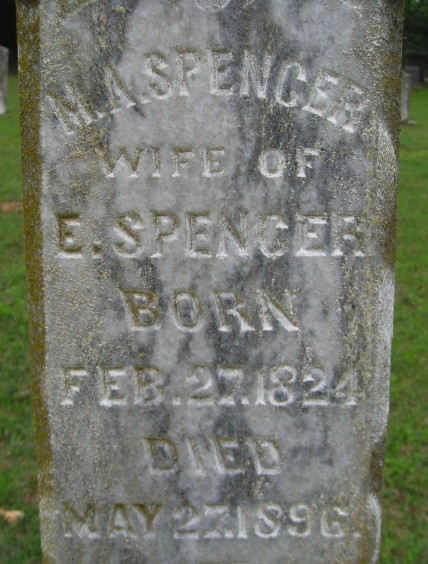 M.A. SPENCER
WIFE OF
E. SPENCER
BORN
FEB. 27. 1824
DIED
MAY 27. 1896.